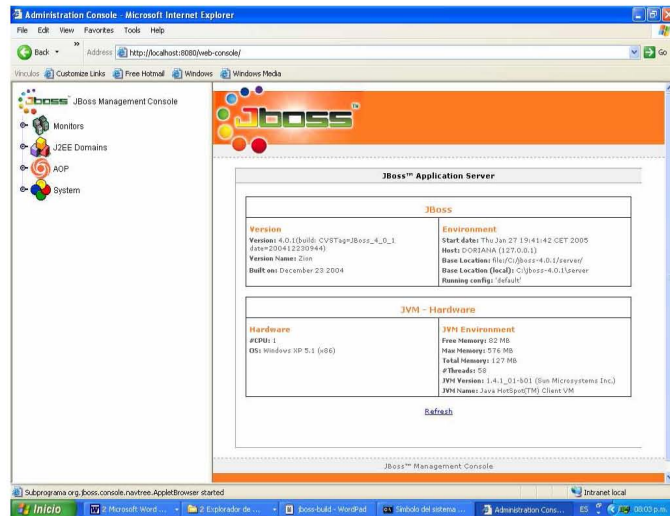 Administration Console - Microsoft Internet Explorer
File Edit View Favorites Tools Help
Back » Address http://localhost:8080/web-console/ Go
Vínculos Customize Links Free Hotmail Windows Windows Media
JBoss JBoss Management Console
Monitors
J2EE Domains
AOP
System
Jboss™
JBoss™ Application Server
JBoss
Version
Version: 4.0.1(build: CVSTag=JBoss_4_0_1
date=200412230944)
Version Name: Zion
Built on: December 23 2004
Environment
Start date: Thu Jan 27 19:41:42 CET 2005
Host: DORIANA (127.0.0.1)
Base Location: file:/C:/jboss-4.0.1/server/
Base Location (local): C:\jboss-4.0.1\server
Running config: 'default'
JVM - Hardware
Hardware
#CPU: 1
OS: Windows XP 5.1 (x86)
JVM Environment
Free Memory: 82 MB
Max Memory: 576 MB
Total Memory: 127 MB
#Threads: 58
JVM Version: 1.4.1_01-b01 (Sun Microsystems Inc.)
JVM Name: Java HotSpot(TM) Client VM
Refresh
JBoss™ Management Console
Subprograma org.jboss.console.navtree.AppletBrowser started Intranet local
Inicio 2 Microsoft Word ... 2 Explorador de ... jboss-build - WordPad Símbolo del sistema ... Administration Cons... ES 08:03 p.m.